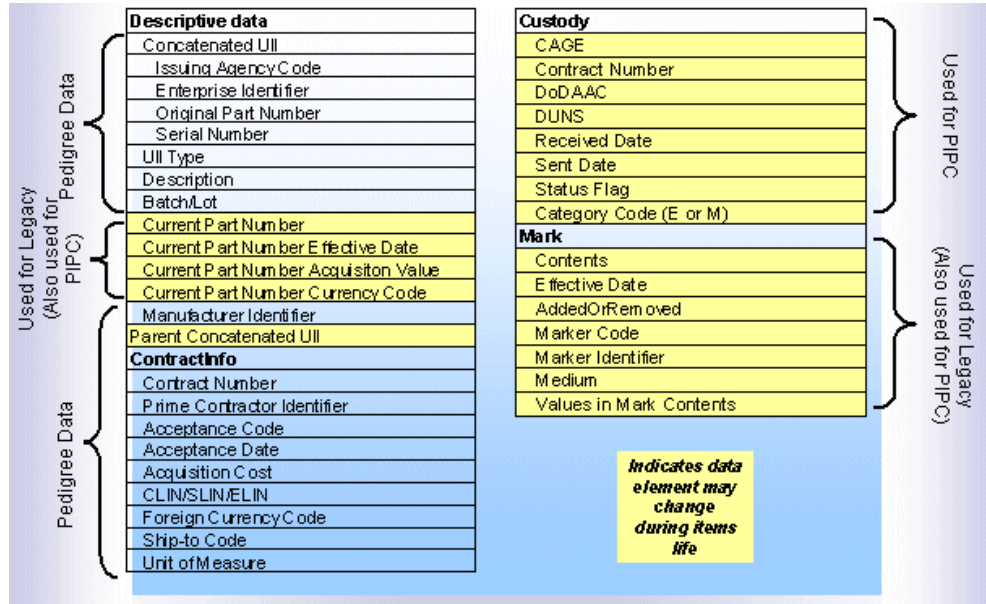 Descriptive data
Concatenated UII
Issuing Agency Code
Enterprise Identifier
Original Part Number
Serial Number
UII Type
Description
Batch/Lot
Current Part Number
Current Part Number Effective Date
Current Part Number Acquisiton Value
Current Part Number Currency Code
Manufacturer Identifier
Parent Concatenated UII
ContractInfo
Contract Number
Prime Contractor Identifier
Acceptance Code
Acceptance Date
Acquisition Cost
CLIN/SLIN/ELIN
Foreign Currency Code
Ship-to Code
Unit of Measure
Pedigree Data
Used for Legacy
(Also used for
PIPC)
Pedigree Data
Custody
CAGE
Contract Number
DoDAAC
DUNS
Received Date
Sent Date
Status Flag
Category Code (E or M)
Mark
Contents
Effective Date
AddedOrRemoved
Marker Code
Marker Identifier
Medium
Values in Mark Contents
Used for PIPC
Used for Legacy
(Also used for PIPC)
Indicates data
element may
change
during items
life